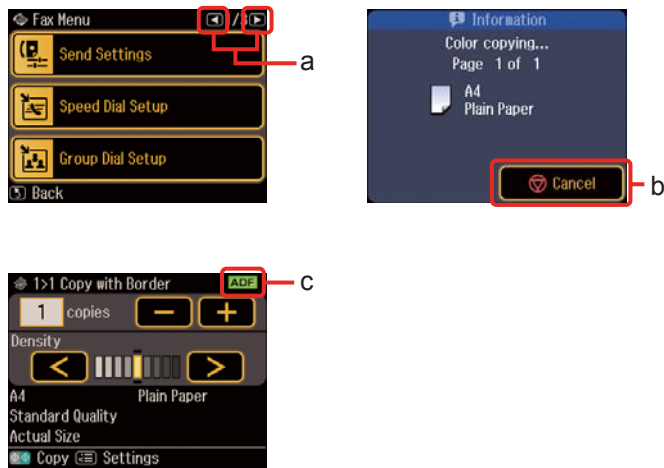 Fax Menu /3
Send Settings
Speed Dial Setup
Group Dial Setup
Back
a
Information
Color copying...
Page 1 of 1
A4
Plain Paper
Cancel
b
1>1 Copy with Border ADF
c
1 copies − +
Density
< >
A4 Plain Paper
Standard Quality
Actual Size
Copy Settings